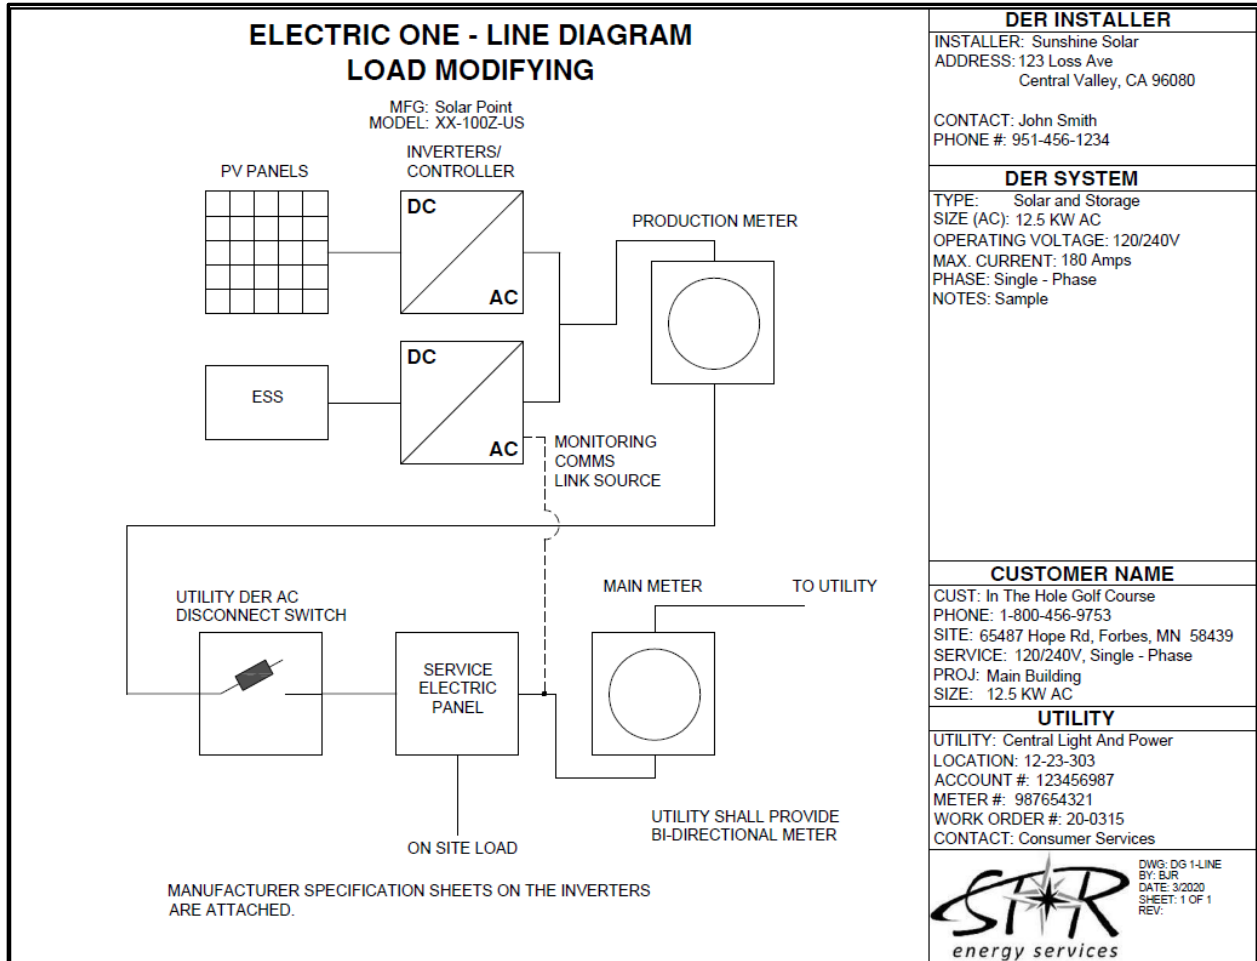 ELECTRIC ONE - LINE DIAGRAM
LOAD MODIFYING
MFG: Solar Point
MODEL: XX-100Z-US
INVERTERS/
CONTROLLER
PV PANELS
DC
AC
PRODUCTION METER
ESS
DC
AC
MONITORING
COMMS
LINK SOURCE
UTILITY DER AC
DISCONNECT SWITCH
MAIN METER
TO UTILITY
SERVICE
ELECTRIC
PANEL
UTILITY SHALL PROVIDE
BI-DIRECTIONAL METER
ON SITE LOAD
MANUFACTURER SPECIFICATION SHEETS ON THE INVERTERS
ARE ATTACHED.
DER INSTALLER
INSTALLER: Sunshine Solar
ADDRESS: 123 Loss Ave
Central Valley, CA 96080
CONTACT: John Smith
PHONE #: 951-456-1234
DER SYSTEM
TYPE: Solar and Storage
SIZE (AC): 12.5 KW AC
OPERATING VOLTAGE: 120/240V
MAX. CURRENT: 180 Amps
PHASE: Single - Phase
NOTES: Sample
CUSTOMER NAME
CUST: In The Hole Golf Course
PHONE: 1-800-456-9753
SITE: 65487 Hope Rd, Forbes, MN 58439
SERVICE: 120/240V, Single - Phase
PROJ: Main Building
SIZE: 12.5 KW AC
UTILITY
UTILITY: Central Light And Power
LOCATION: 12-23-303
ACCOUNT #: 123456987
METER #: 987654321
WORK ORDER #: 20-0315
CONTACT: Consumer Services
STAR
energy services
DWG: DG 1-LINE
BY: BJR
DATE: 3/2020
SHEET: 1 OF 1
REV: